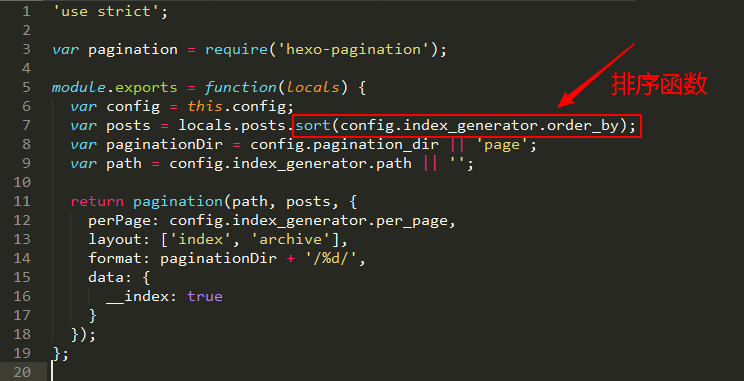 1 'use strict';
2
3 var pagination = require('hexo-pagination');
4
5 module.exports = function(locals) {
6   var config = this.config;
7   var posts = locals.posts.sort(config.index_generator.order_by);
8   var paginationDir = config.pagination_dir || 'page';
9   var path = config.index_generator.path || '';
10
11   return pagination(path, posts, {
12     perPage: config.index_generator.per_page,
13     layout: ['index', 'archive'],
14     format: paginationDir + '/%d/',
15     data: {
16       __index: true
17     }
18   });
19 };
20
排序函数